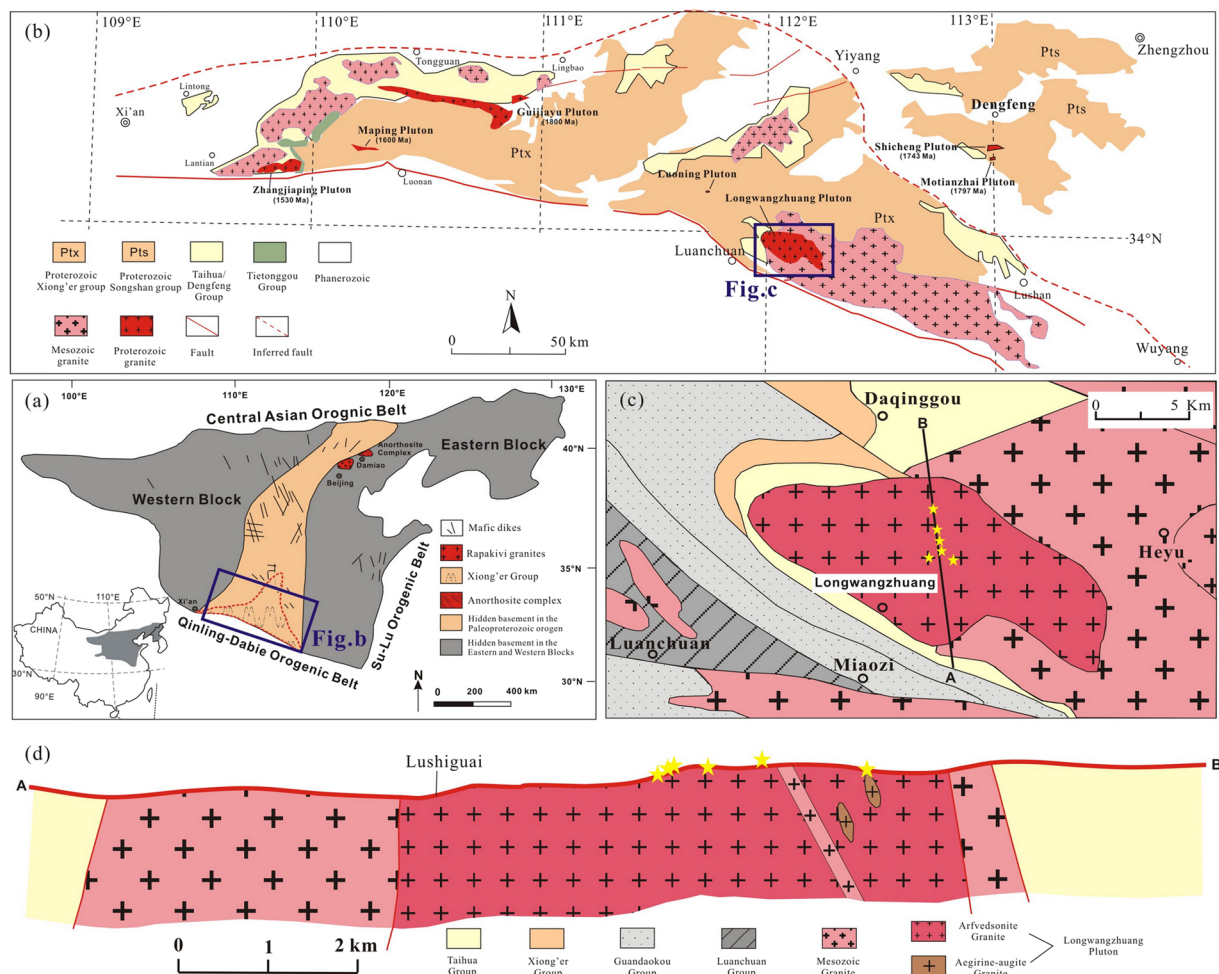 (b)
109°E
110°E
111°E
112°E
113°E
Tongguan
Lingbao
Yiyang
Pts
Zhengzhou
Lintong
Xi'an
Guijiayu Pluton
(1800 Ma)
Dengfeng
Pts
Maping Pluton
(1600 Ma)
Ptx
Shicheng Pluton
(1743 Ma)
Lantian
Luonan
Luoning Pluton
Motianzhai Pluton
(1797 Ma)
Zhangjiaping Pluton
(1530 Ma)
Longwangzhuang Pluton
Ptx
34°N
Luanchuan
Fig.c
Lushan
Wuyang
Ptx
Pts
Proterozoic
Xiong'er group
Proterozoic
Songshan group
Taihua/
Dengfeng
Group
Tietonggou
Group
Phanerozoic
Mesozoic
granite
Proterozoic
granite
Fault
Inferred fault
N
0
50 km
(a)
100°E
110°E
120°E
130°E
Central Asian Orognic Belt
Eastern Block
40°N
Anorthosite
Complex
Damiao
Beijing
Western Block
Mafic dikes
Rapakivi granites
Xiong'er Group
Anorthosite complex
Hidden basement in the
Paleoproterozoic orogen
Hidden basement in the
Eastern and Western Blocks
35°N
Xi'an
Fig.b
Qinling-Dabie Orogenic Belt
Su-Lu Orogenic Belt
50°N
110°E
CHINA
30°N
90°E
N
0 200 400 km
30°N
(c)
Daqinggou
B
0
5 Km
Heyu
Longwangzhuang
Luanchuan
Miaozi
A
(d)
A
Lushiguai
B
0
1
2 km
Taihua
Group
Xiong'er
Group
Guandaokou
Group
Luanchuan
Group
Mesozoic
Granite
Arfvedsonite
Granite
Aegirine-augite
Granite
Longwangzhuang
Pluton